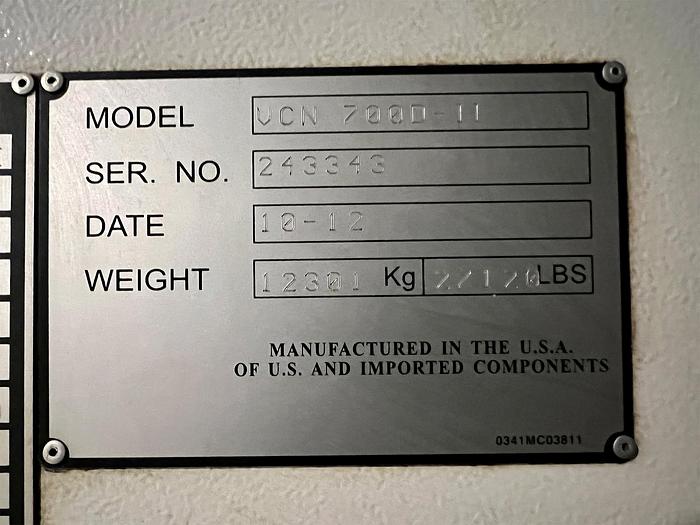 MODEL VCN 700D-II
SER. NO. 243343
DATE 10-12
WEIGHT 12301 Kg 27120 LBS
MANUFACTURED IN THE U.S.A.
OF U.S. AND IMPORTED COMPONENTS
0341MC03811